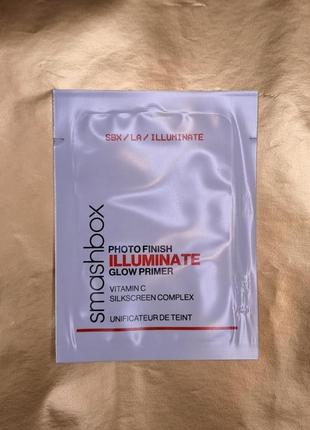 SBX/LA/ILLUMINATE
smashbox
PHOTO FINISH
ILLUMINATE
GLOW PRIMER
VITAMIN C
SILKSCREEN COMPLEX
UNIFICATEUR DE TEINT